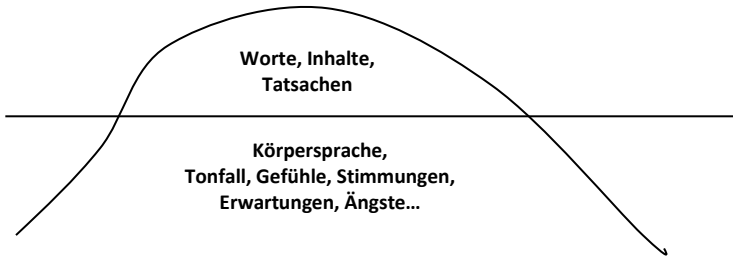 Worte, Inhalte,
Tatsachen
Körpersprache,
Tonfall, Gefühle, Stimmungen,
Erwartungen, Ängste…